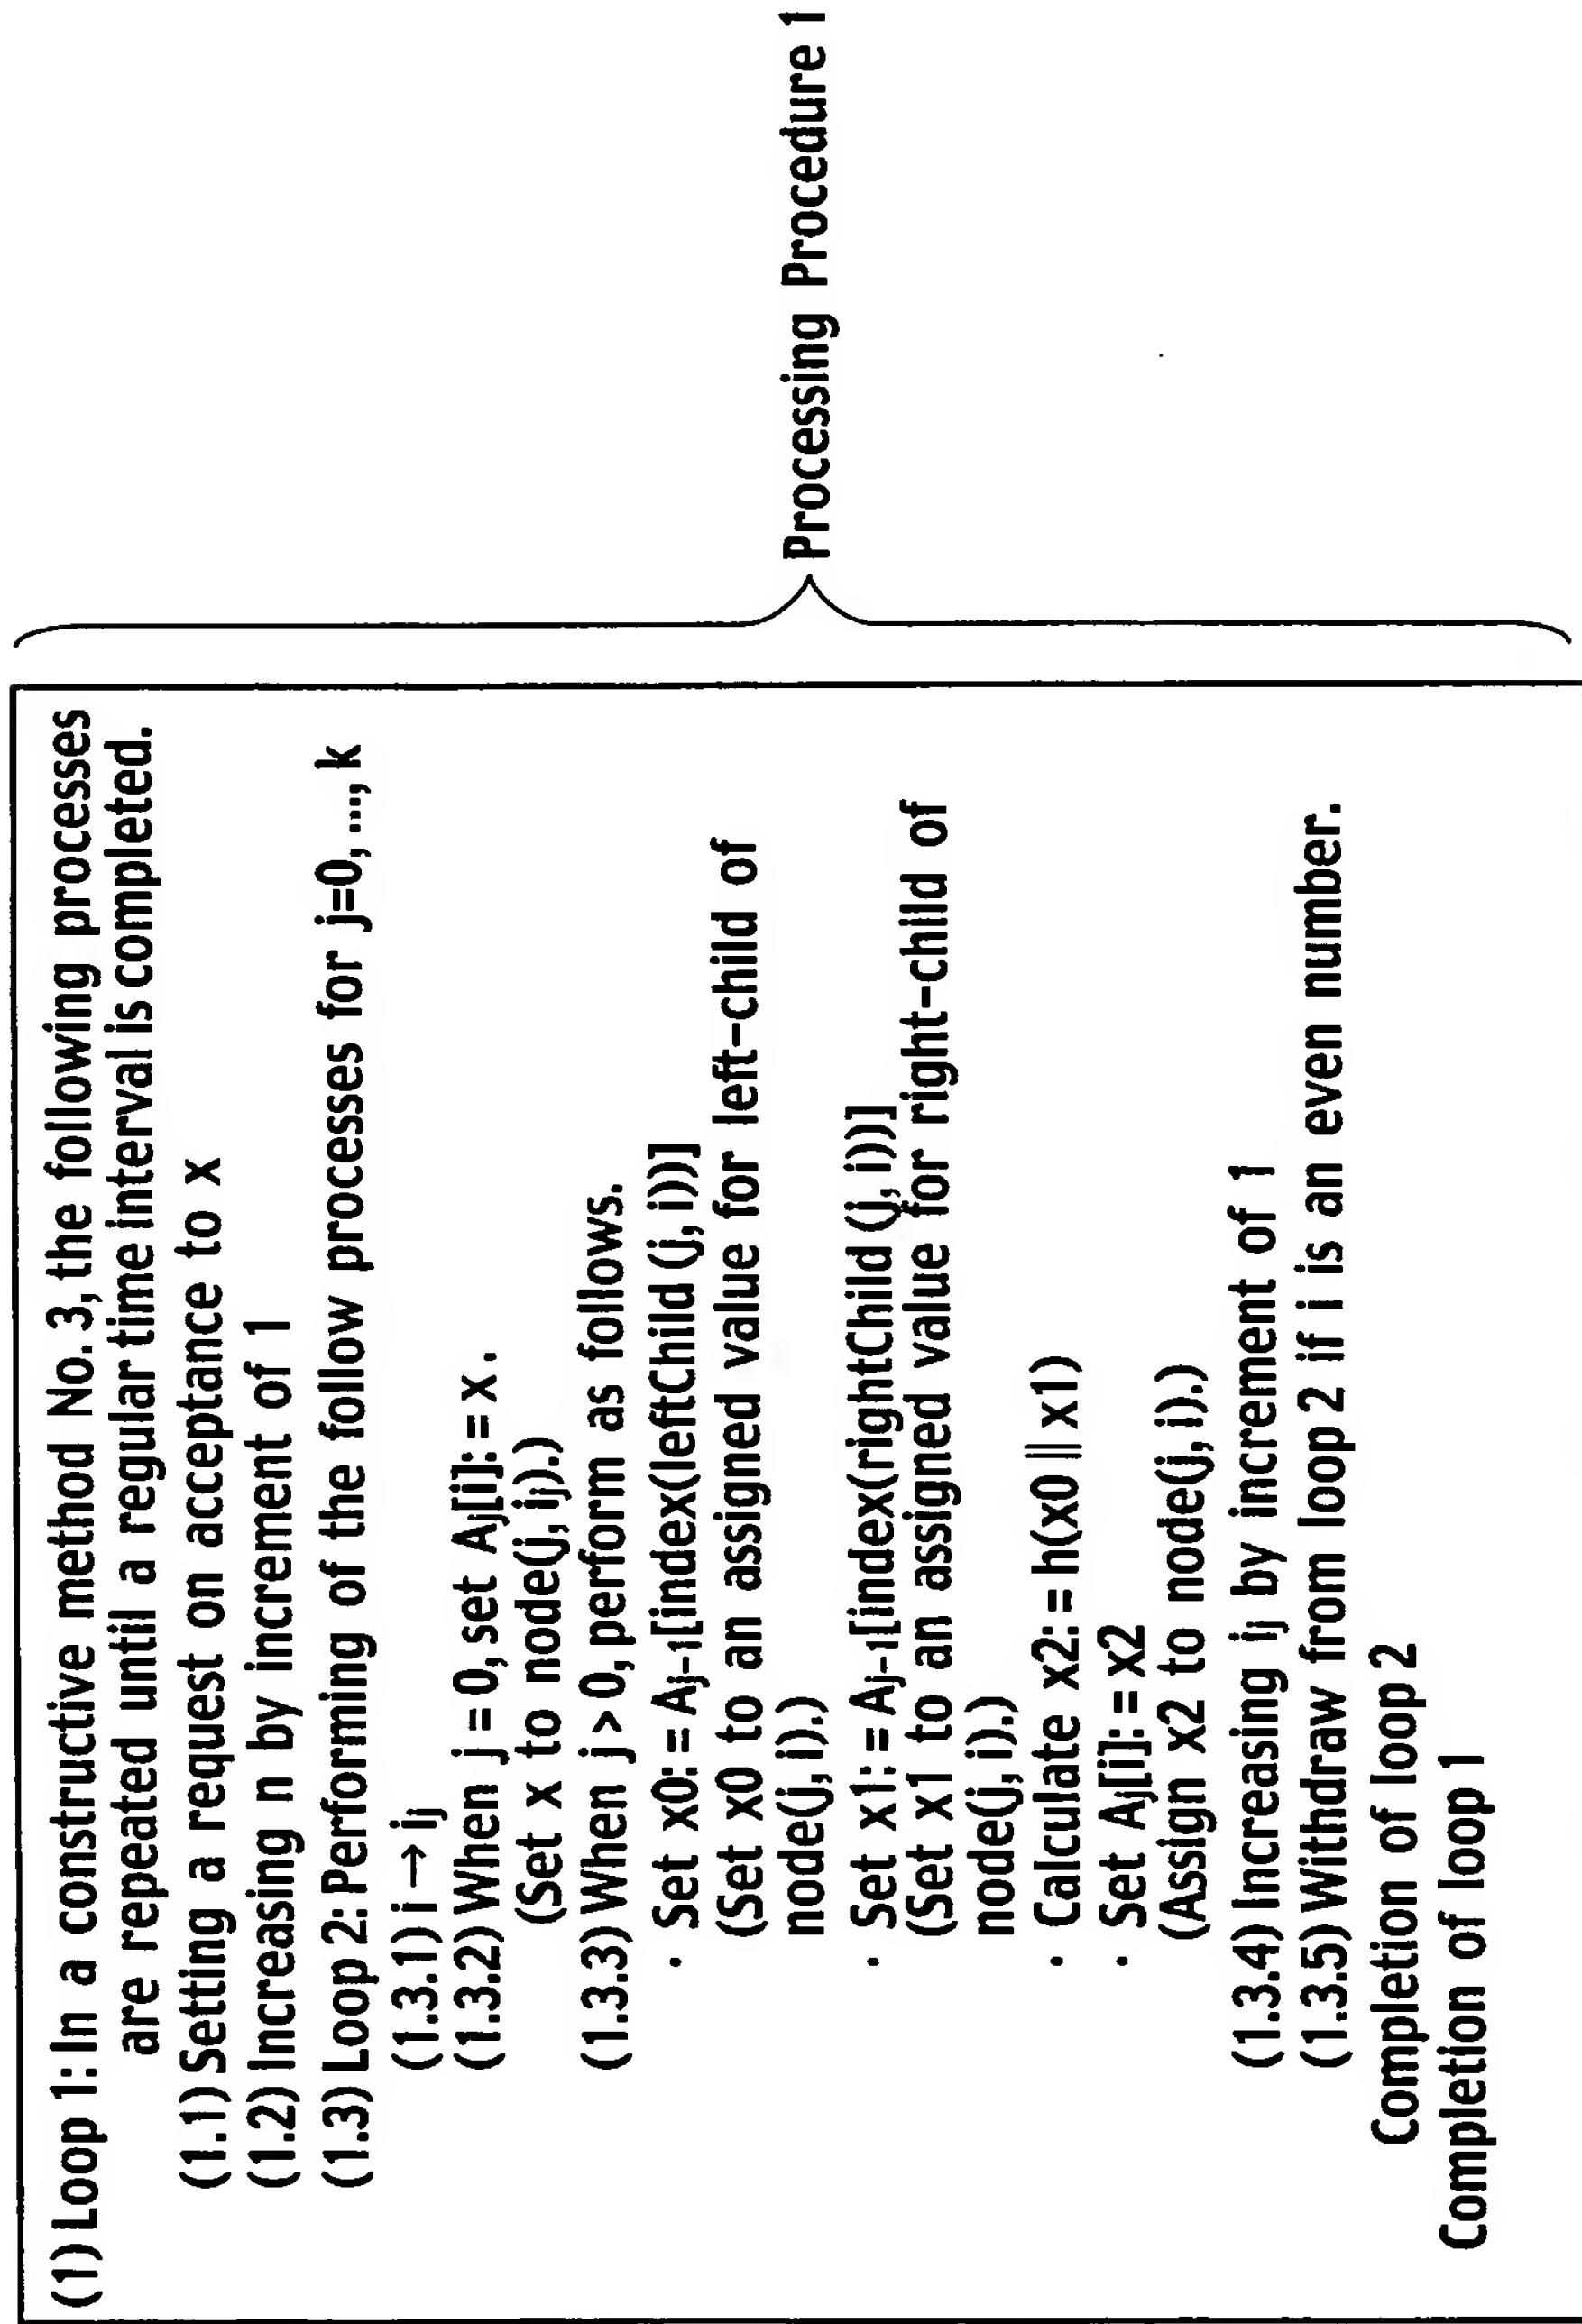 (1) Loop 1: In a constructive method No. 3, the following processes
are repeated until a regular time interval is completed.
(1.1) Setting a request on acceptance to x
(1.2) Increasing n by increment of 1
(1.3) Loop 2: Performing of the follow processes for j=0, ..., k
(1.3.1) i → ij
(1.3.2) When j = 0, set Aj[i]: = x.
(Set x to node(j, ij).)
(1.3.3) When j > 0, perform as follows.
· Set x0: = Aj-1[index(leftChild (j, i))]
(Set x0 to an assigned value for left-child of
node(j, i).)
· Set x1: = Aj-1[index(rightChild (j, i))]
(Set x1 to an assigned value for right-child of
node(j, i).)
· Calculate x2: = h(x0 || x1)
· Set Aj[i]: = x2
(Assign x2 to node(j, i).)
(1.3.4) Increasing ij by increment of 1
(1.3.5) Withdraw from loop 2 if i is an even number.
Completion of loop 2
Completion of loop 1
Processing Procedure 1